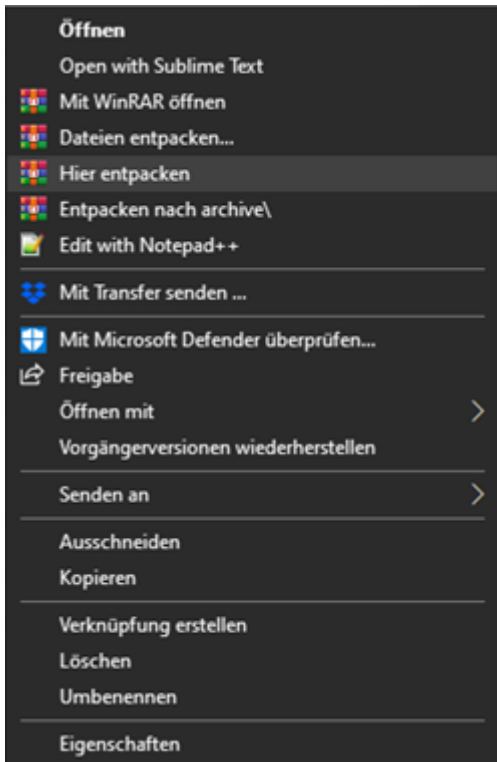 Öffnen
Open with Sublime Text
Mit WinRAR öffnen
Dateien entpacken...
Hier entpacken
Entpacken nach archive\
Edit with Notepad++
Mit Transfer senden ...
Mit Microsoft Defender überprüfen...
Freigabe
Öffnen mit
Vorgängerversionen wiederherstellen
Senden an
Ausschneiden
Kopieren
Verknüpfung erstellen
Löschen
Umbenennen
Eigenschaften